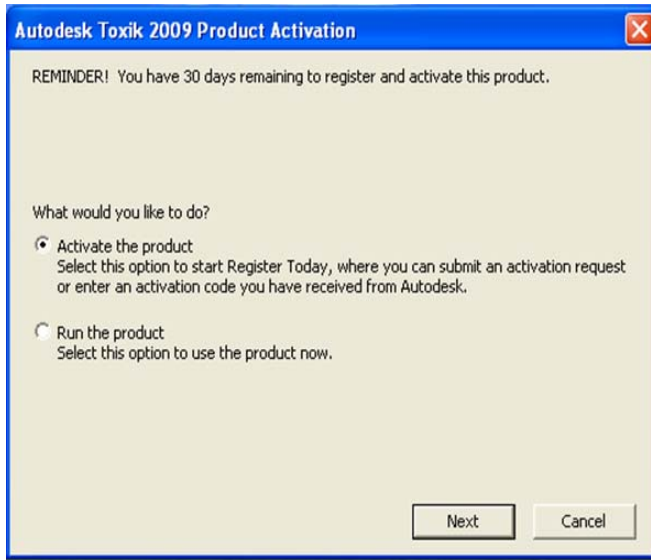 Autodesk Toxik 2009 Product Activation
REMINDER! You have 30 days remaining to register and activate this product.
What would you like to do?
Activate the product
Select this option to start Register Today, where you can submit an activation request
or enter an activation code you have received from Autodesk.
Run the product
Select this option to use the product now.
Next
Cancel